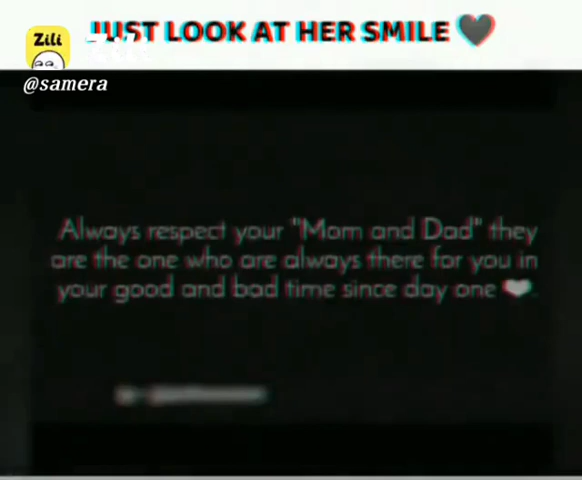 JUST LOOK AT HER SMILE 🖤
Zili
Zili
@samera
Always respect your "Mom and Dad" they
are the one who are always there for you in
your good and bad time since day one ❤.